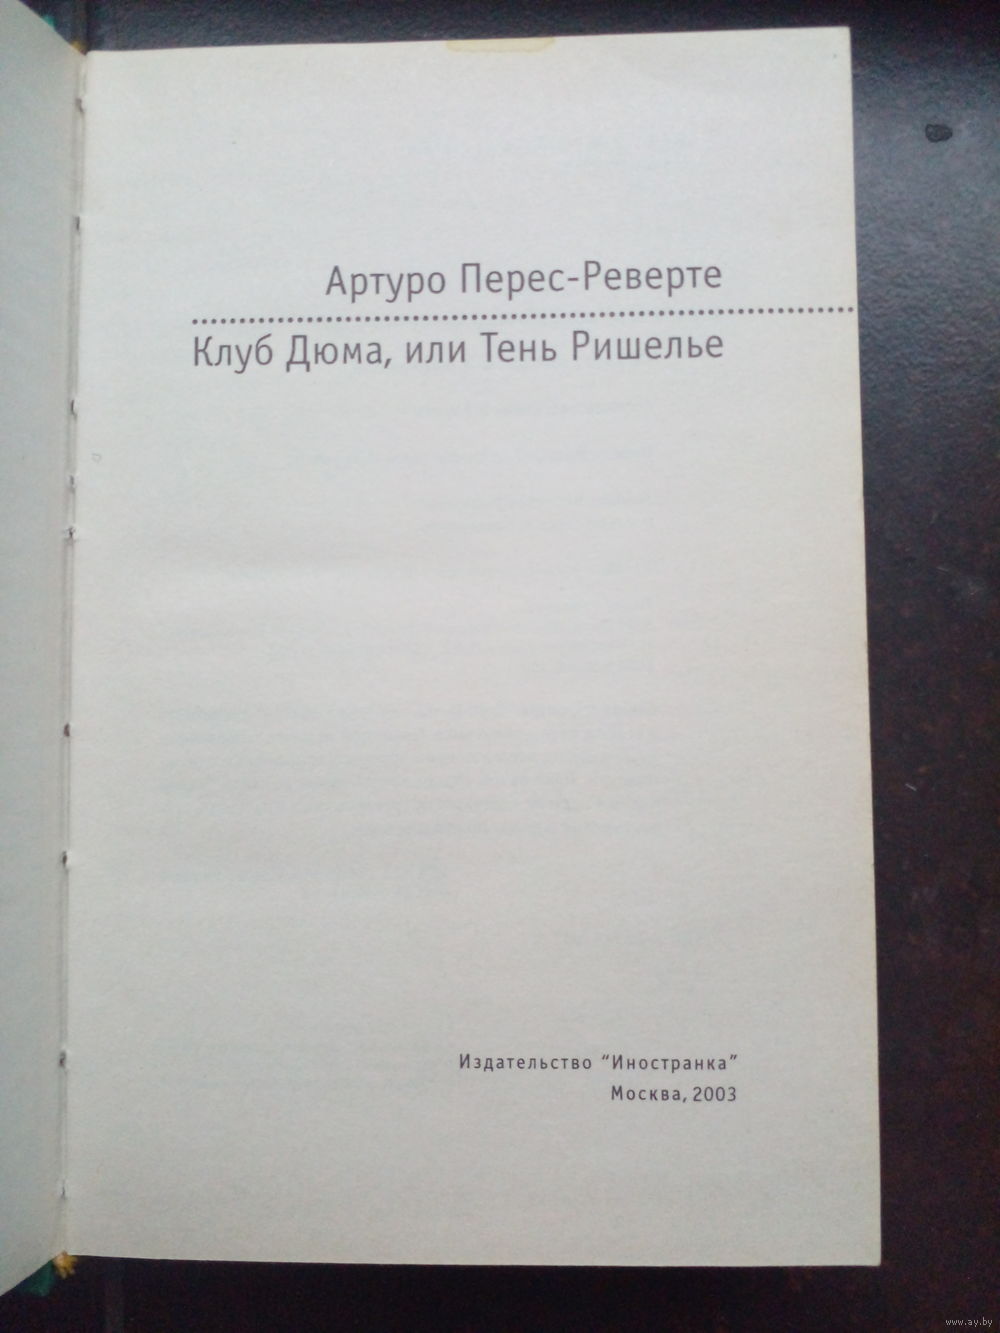 Артуро Перес-Реверте
Клуб Дюма, или Тень Ришелье
Издательство “Иностранка”
Москва, 2003
www.ay.by